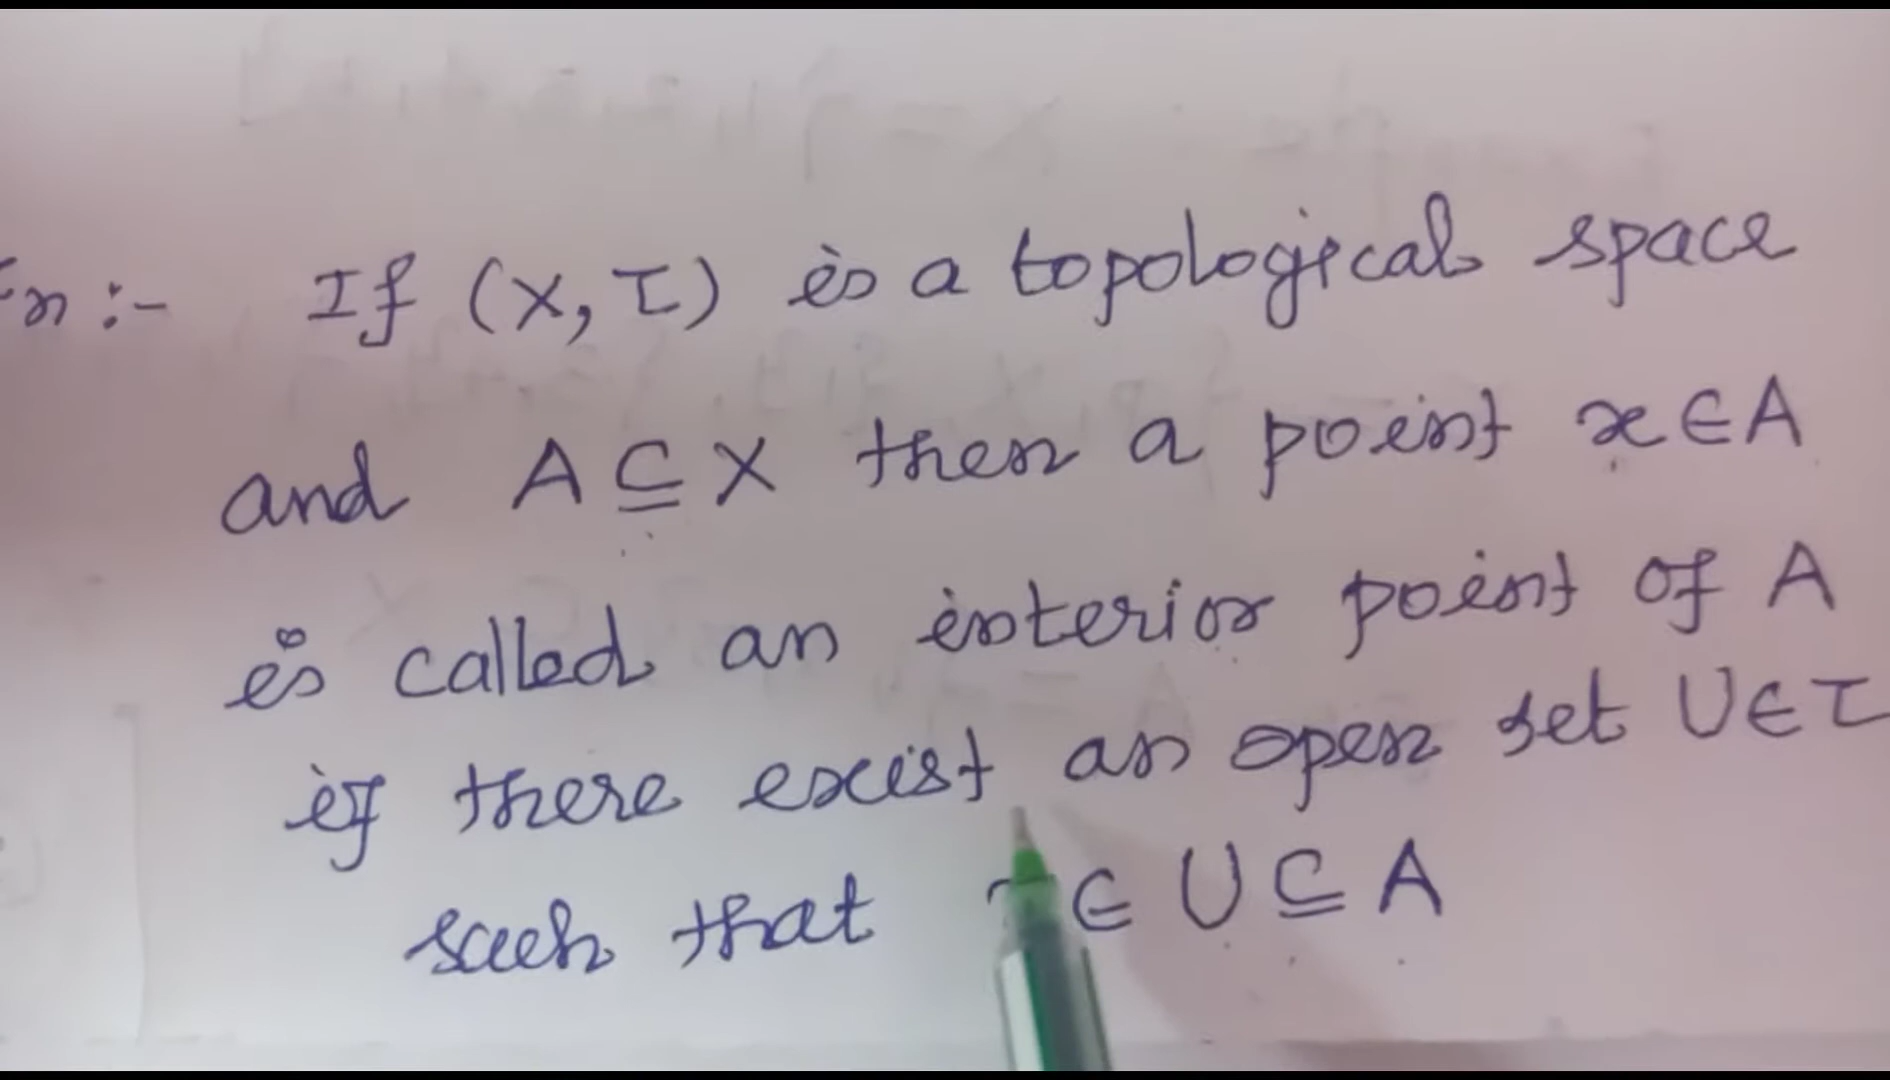 :- If (X, τ) is a topological space
and A ⊆ X then a point x ∈ A
is called an interior point of A
if there exist an open set U ∈ τ
such that ∈ U ⊆ A